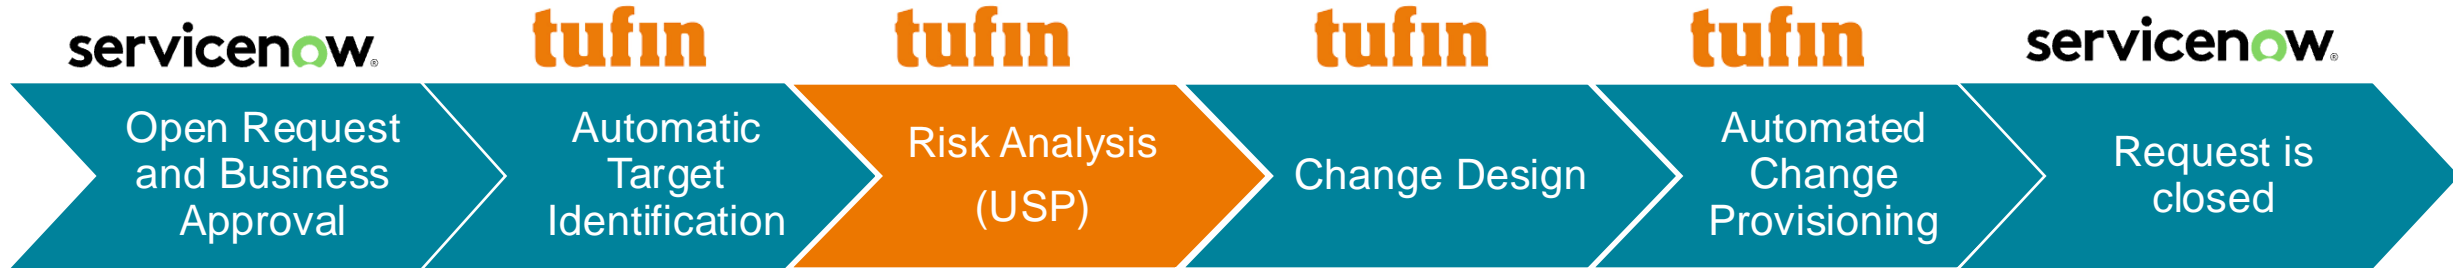 servicenow®
tufin
tufin
tufin
tufin
servicenow®
Open Request
and Business
Approval
Automatic
Target
Identification
Risk Analysis
(USP)
Change Design
Automated
Change
Provisioning
Request is
closed